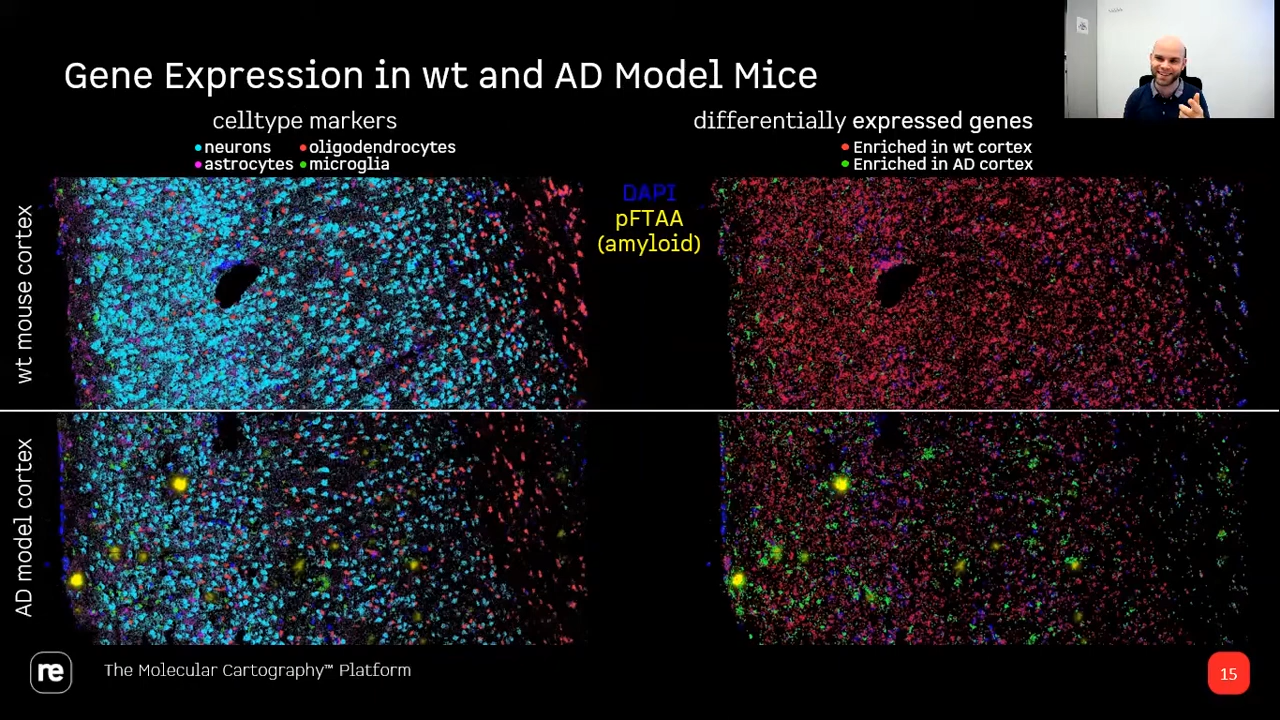 Gene Expression in wt and AD Model Mice
celltype markers
neurons
oligodendrocytes
astrocytes
microglia
differentially expressed genes
Enriched in wt cortex
Enriched in AD cortex
DAPI
pFTAA
(amyloid)
wt mouse cortex
AD model cortex
re
The Molecular Cartography™ Platform
15